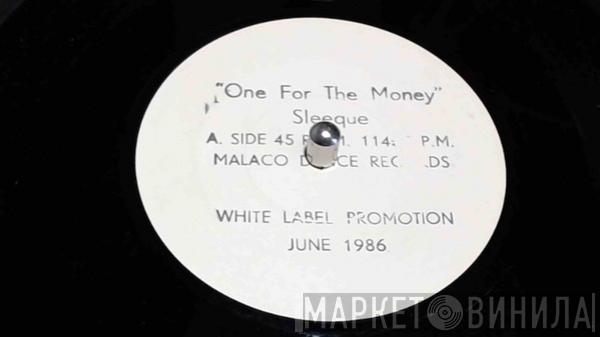 "One For The Money"
Sleeque
A. SIDE 45 P.M.
MALACO
WHITE LABEL PROMOTION
JUNE 1986
МАРКЕТ ВИНИЛА